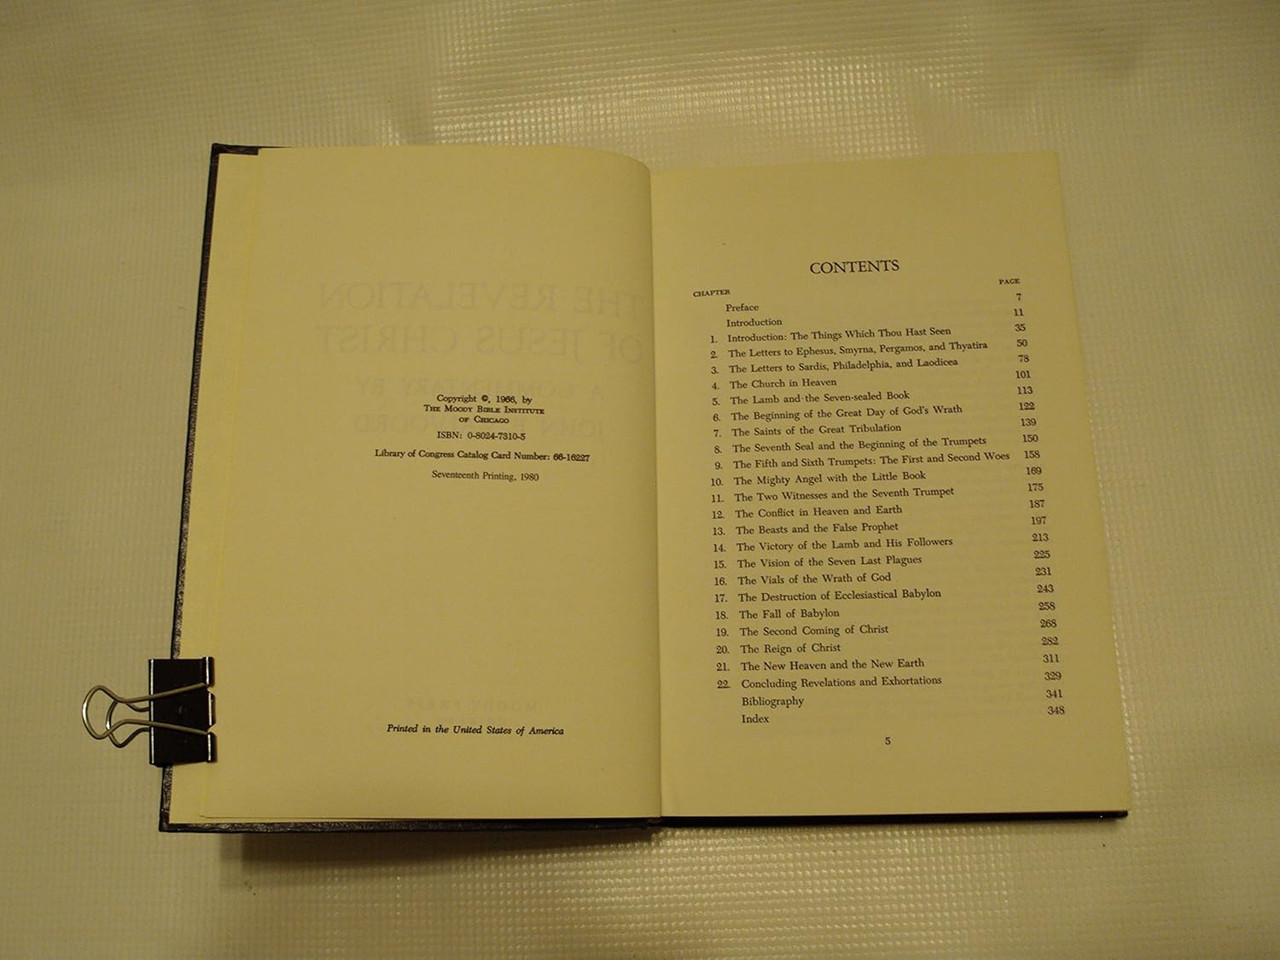 Copyright ©, 1966, by
THE MOODY BIBLE INSTITUTE
OF CHICAGO
ISBN: 0-8024-7310-5
Library of Congress Catalog Card Number: 66-16227
Seventeenth Printing, 1980
Printed in the United States of America
CONTENTS
CHAPTER PAGE
Preface 7
Introduction 11
1. Introduction: The Things Which Thou Hast Seen 35
2. The Letters to Ephesus, Smyrna, Pergamos, and Thyatira 50
3. The Letters to Sardis, Philadelphia, and Laodicea 78
4. The Church in Heaven 101
5. The Lamb and the Seven-sealed Book 113
6. The Beginning of the Great Day of God's Wrath 122
7. The Saints of the Great Tribulation 139
8. The Seventh Seal and the Beginning of the Trumpets 150
9. The Fifth and Sixth Trumpets: The First and Second Woes 158
10. The Mighty Angel with the Little Book 169
11. The Two Witnesses and the Seventh Trumpet 175
12. The Conflict in Heaven and Earth 187
13. The Beasts and the False Prophet 197
14. The Victory of the Lamb and His Followers 213
15. The Vision of the Seven Last Plagues 225
16. The Vials of the Wrath of God 231
17. The Destruction of Ecclesiastical Babylon 243
18. The Fall of Babylon 258
19. The Second Coming of Christ 268
20. The Reign of Christ 282
21. The New Heaven and the New Earth 311
22. Concluding Revelations and Exhortations 329
Bibliography 341
Index 348
5